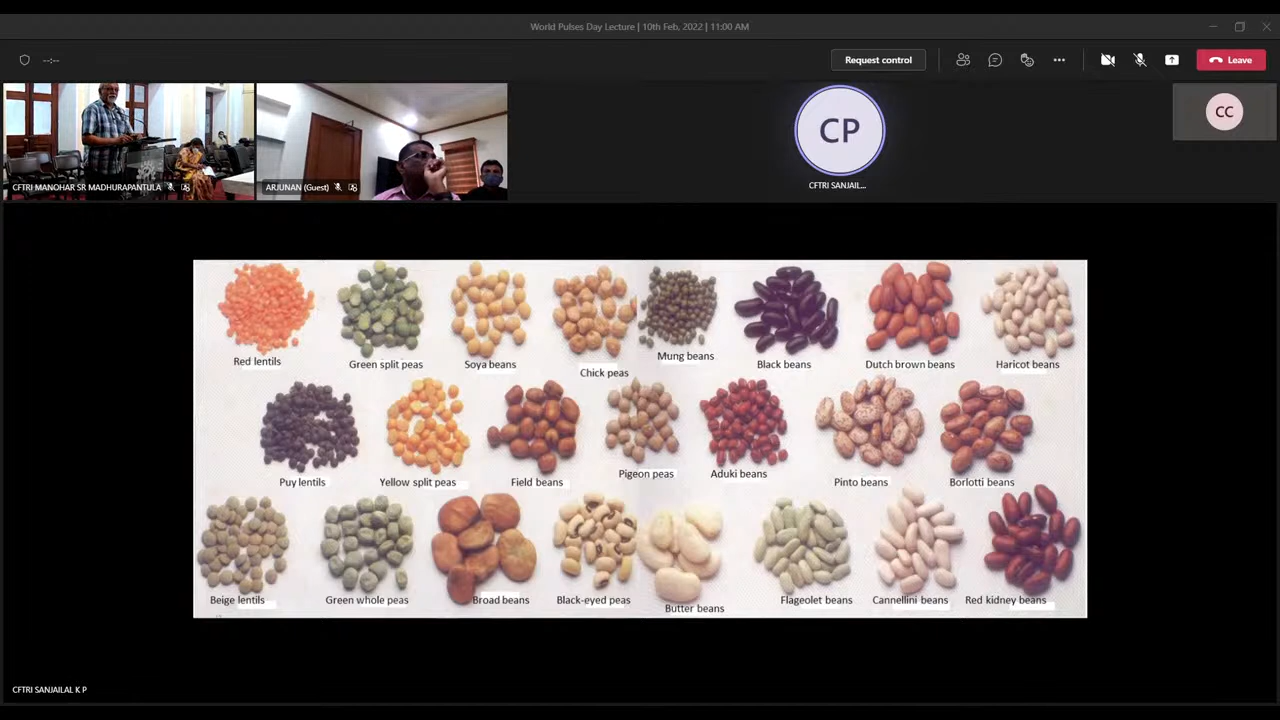 World Pulses Day Lecture | 10th Feb, 2022 | 11:00 AM
--:--
Request control
Leave
CFTRI MANOHAR SR MADHURAPANTULA
ARJUNAN (Guest)
CP
CFTRI SANJAIL...
CC
Red lentils
Green split peas
Soya beans
Chick peas
Mung beans
Black beans
Dutch brown beans
Haricot beans
Puy lentils
Yellow split peas
Field beans
Pigeon peas
Aduki beans
Pinto beans
Borlotti beans
Beige lentils
Green whole peas
Broad beans
Black-eyed peas
Butter beans
Flageolet beans
Cannellini beans
Red kidney beans
CFTRI SANJAILAL K P